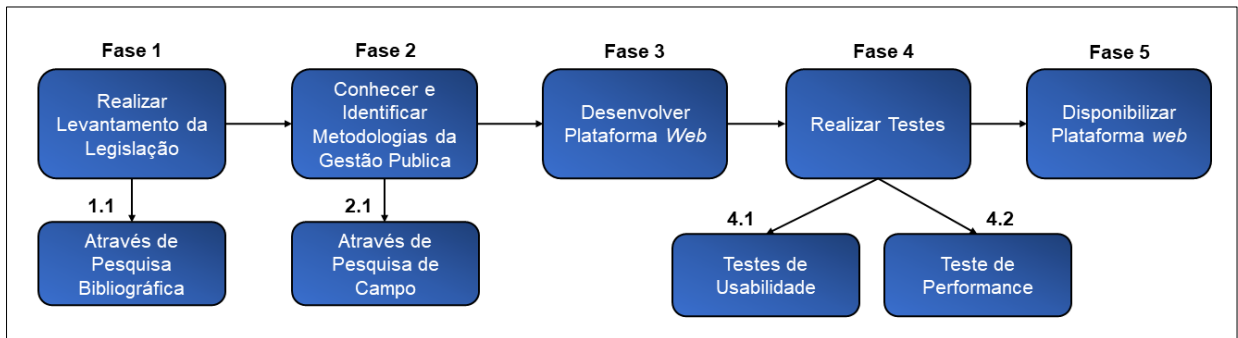 Fase 1
Fase 2
Fase 3
Fase 4
Fase 5
Realizar
Levantamento da
Legislação
Conhecer e
Identificar
Metodologias da
Gestão Publica
Desenvolver
Plataforma Web
Realizar Testes
Disponibilizar
Plataforma web
1.1
Através de
Pesquisa
Bibliográfica
2.1
Através de
Pesquisa de
Campo
4.1
Testes de
Usabilidade
4.2
Teste de
Performance